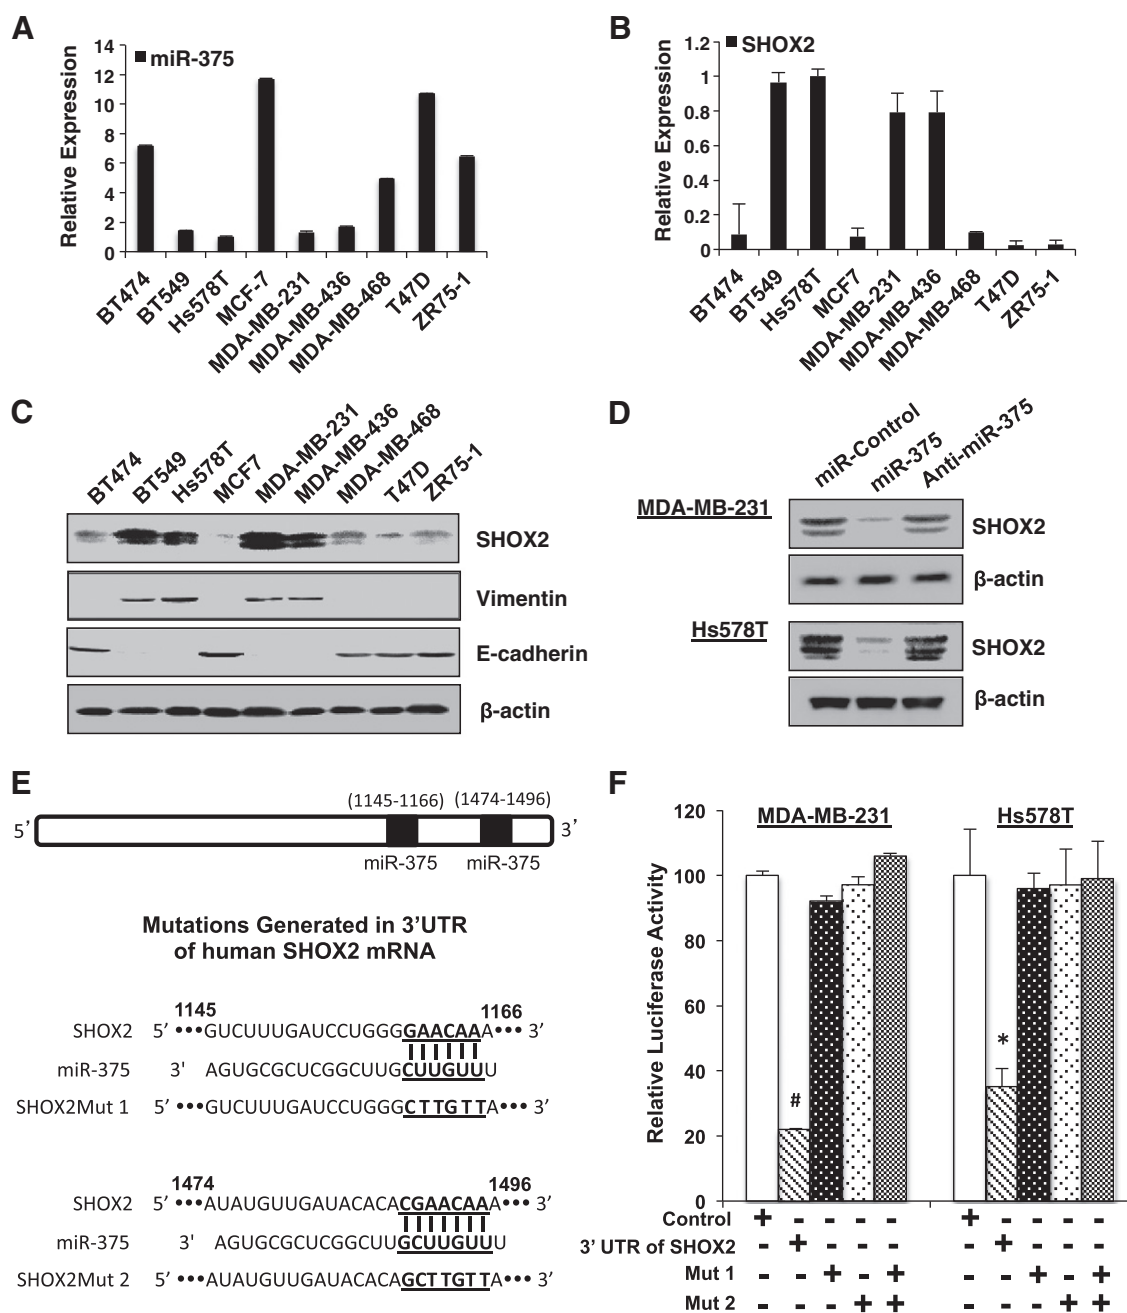 A
miR-375
Relative Expression
14
12
10
8
6
4
2
0
BT474
BT549
Hs578T
MCF-7
MDA-MB-231
MDA-MB-436
MDA-MB-468
T47D
ZR75-1
B
SHOX2
Relative Expression
1.2
1
0.8
0.6
0.4
0.2
0
BT474
BT549
Hs578T
MCF7
MDA-MB-231
MDA-MB-436
MDA-MB-468
T47D
ZR75-1
C
BT474
BT549
Hs578T
MCF7
MDA-MB-231
MDA-MB-436
MDA-MB-468
T47D
ZR75-1
SHOX2
Vimentin
E-cadherin
β-actin
D
miR-Control
miR-375
Anti-miR-375
MDA-MB-231
SHOX2
β-actin
Hs578T
SHOX2
β-actin
E
(1145-1166) (1474-1496)
5’ 3’
miR-375 miR-375
Mutations Generated in 3’UTR
of human SHOX2 mRNA
1145 1166
SHOX2 5’ •••GUCUUUGAUCCUGGGGAACAAA••• 3’
miR-375 3' AGUGCGCUCGGCUUGCUUGUUU
SHOX2Mut 1 5’ •••GUCUUUGAUCCUGGGCTTGTTA••• 3’
1474 1496
SHOX2 5’ •••AUAUGUUGAUACACACGAACAAA••• 3’
miR-375 3' AGUGCGCUCGGCUUGCUUGUUU
SHOX2Mut 2 5’ •••AUAUGUUGAUACACAGCTTGTTA••• 3’
F
MDA-MB-231 Hs578T
Relative Luciferase Activity
120
100
80
60
40
20
0
#
*
Control + - - - - + - - - -
3’ UTR of SHOX2 - + - - - - + - - -
Mut 1 - - + - + - - + - +
Mut 2 - - - + + - - - + +